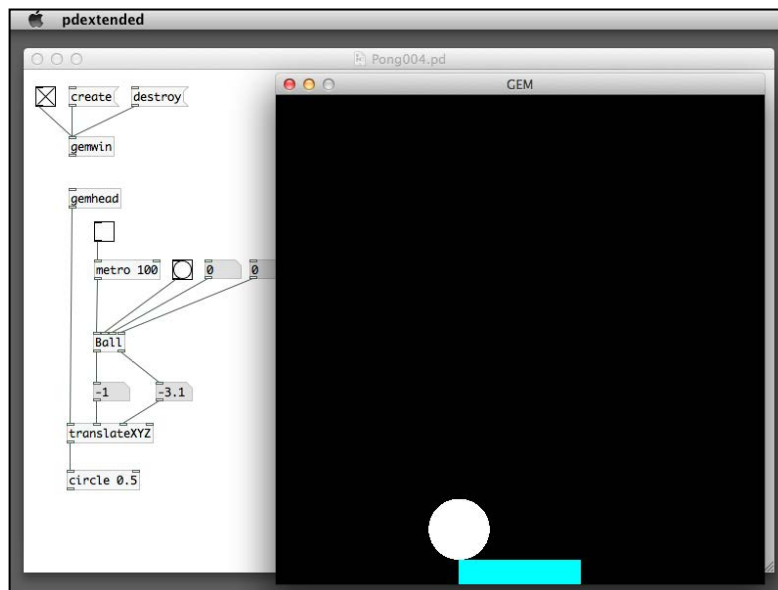 pdextended
Pong004.pd
GEM
create destroy
gemwin
gemhead
metro 100 0 0
Ball
-1 -3.1
translateXYZ
circle 0.5